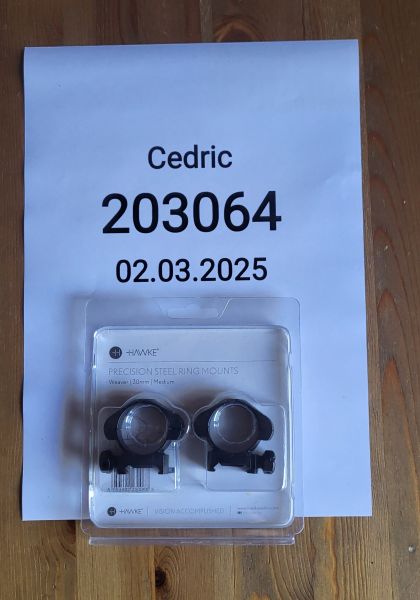 Cedric
203064
02.03.2025
HAWKE
PRECISION STEEL RING MOUNTS
Weaver | 30mm | Medium
HAWKE | VISION ACCOMPLISHED